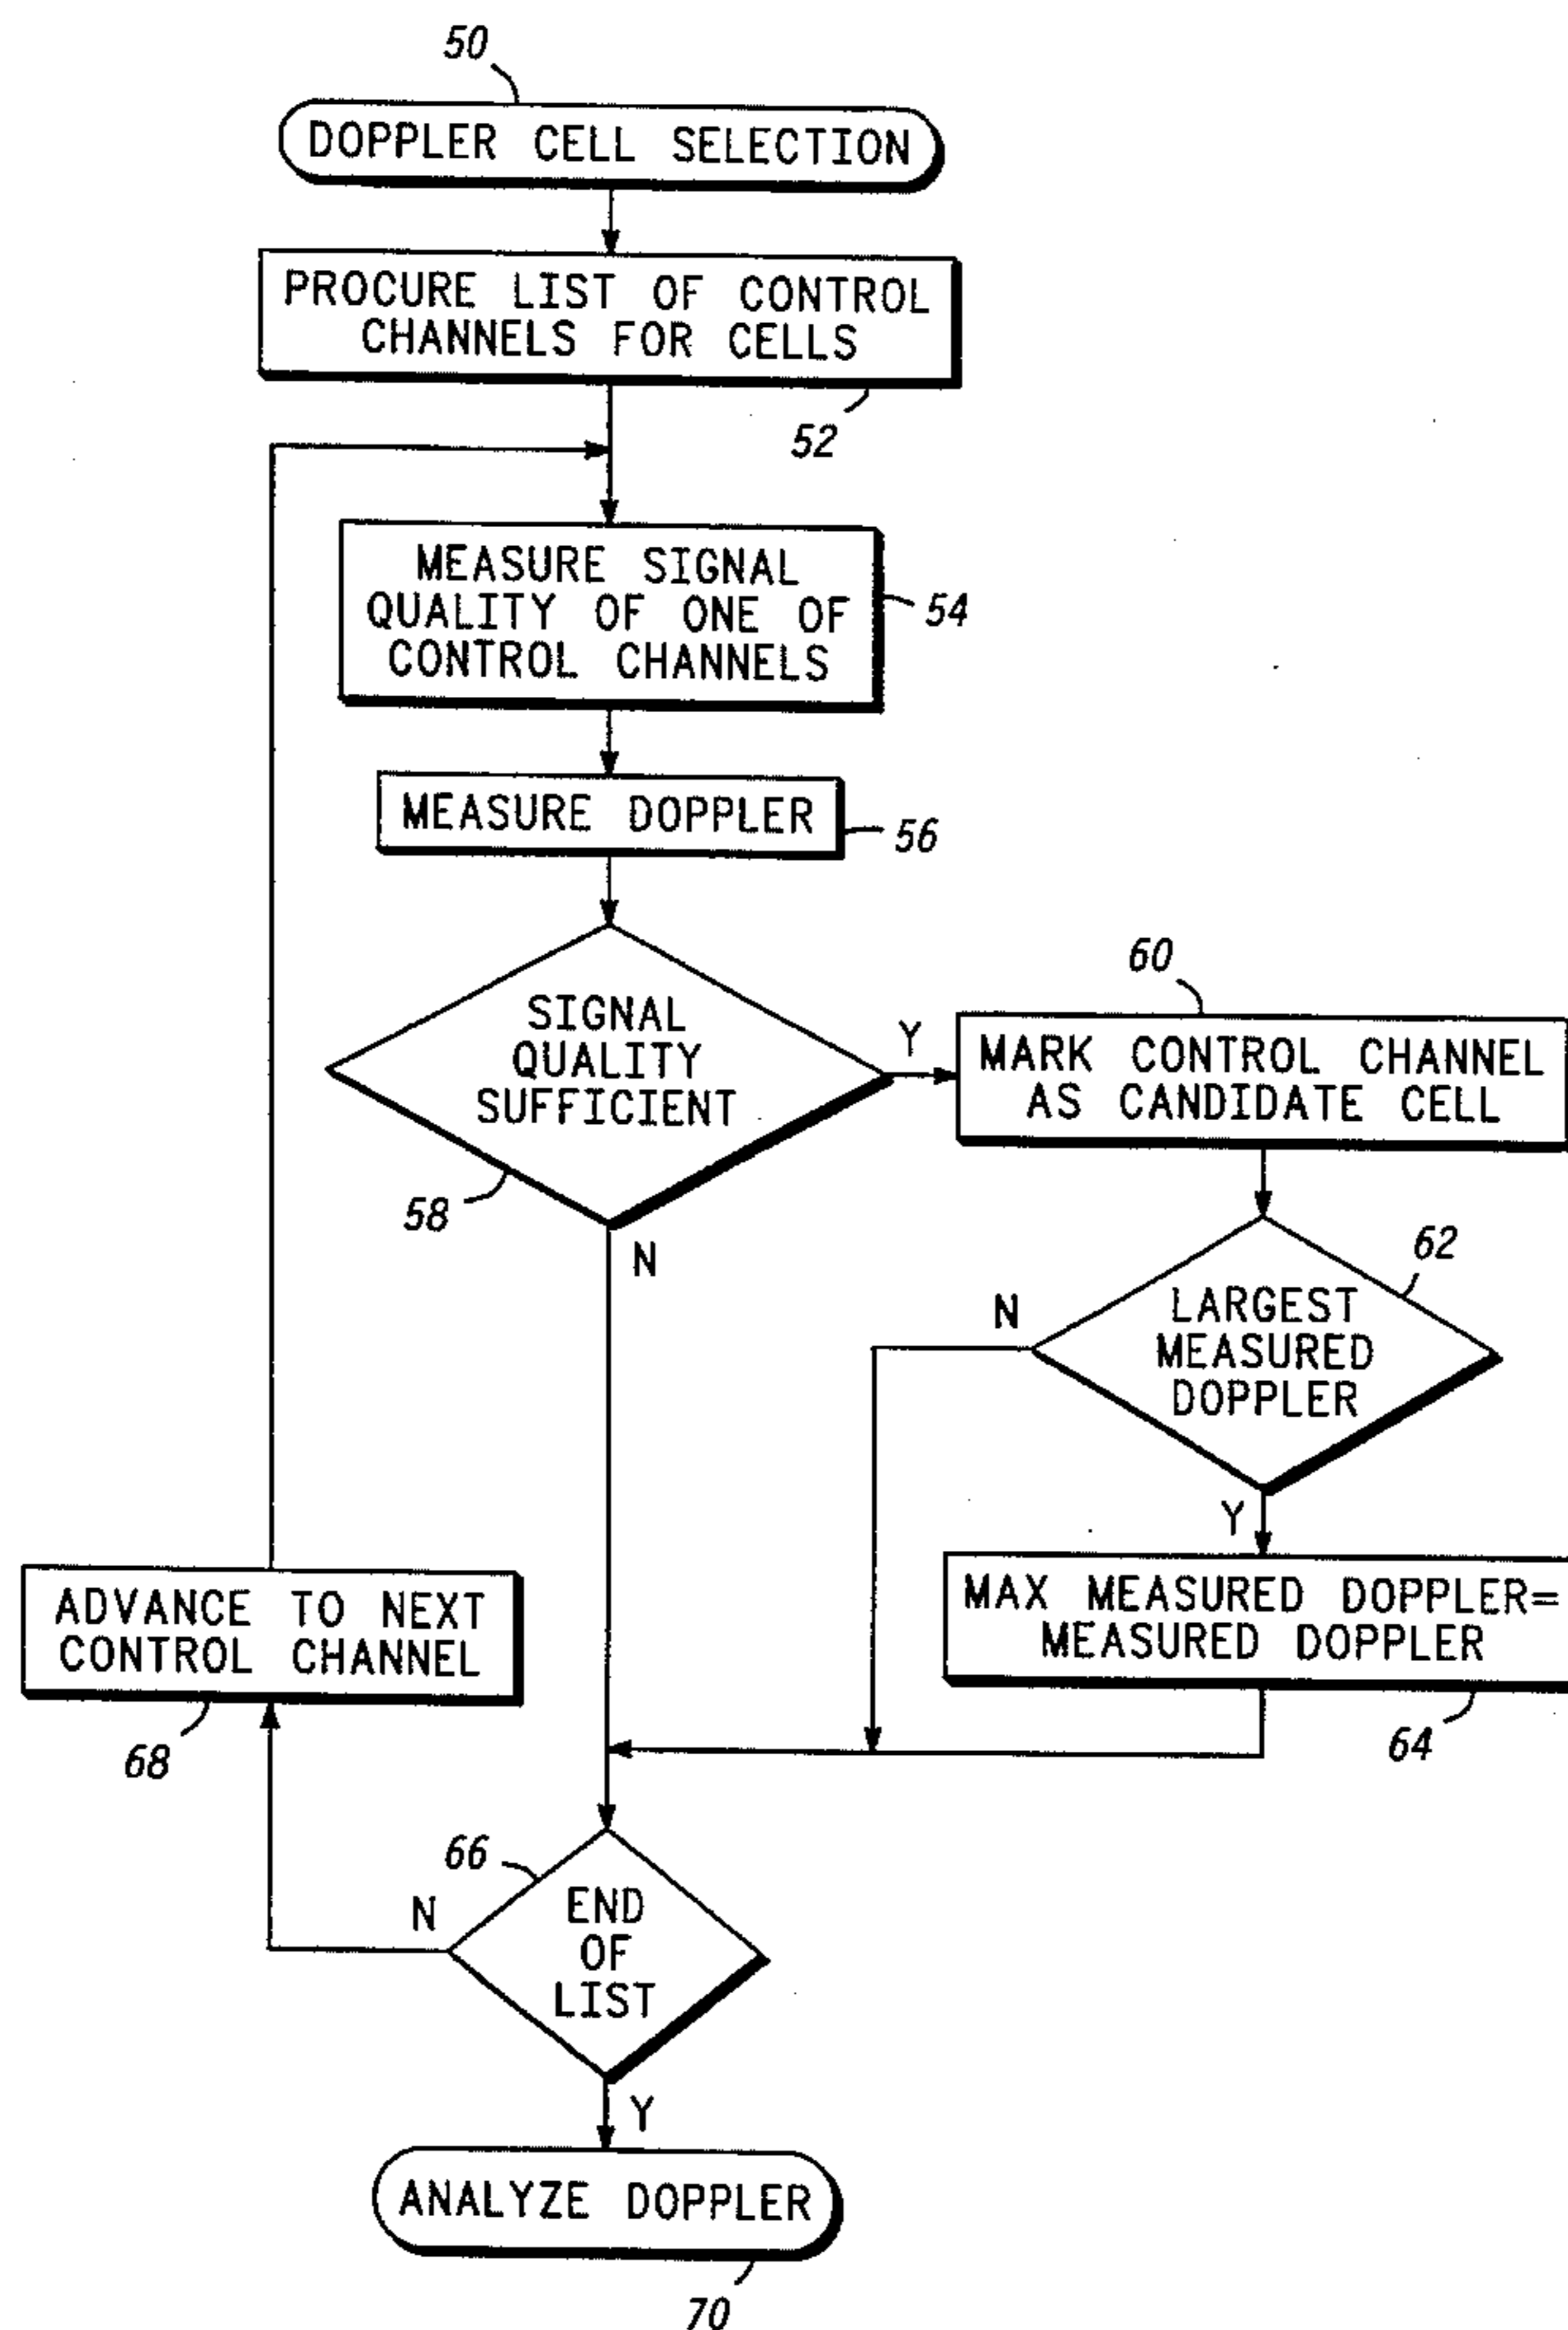 50
DOPPLER CELL SELECTION
PROCURE LIST OF CONTROL
CHANNELS FOR CELLS
52
MEASURE SIGNAL
QUALITY OF ONE OF
CONTROL CHANNELS
54
MEASURE DOPPLER
56
SIGNAL
QUALITY
SUFFICIENT
58
Y
N
60
MARK CONTROL CHANNEL
AS CANDIDATE CELL
62
LARGEST
MEASURED
DOPPLER
N
Y
MAX MEASURED DOPPLER=
MEASURED DOPPLER
64
ADVANCE TO NEXT
CONTROL CHANNEL
68
66
END
OF
LIST
N
Y
ANALYZE DOPPLER
70